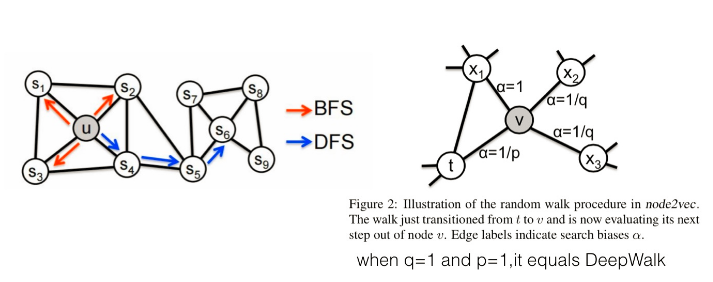 s₁
s₂
s₇
s₈
BFS
u
s₆
DFS
s₃
s₄
s₅
s₉
x₁
α=1
x₂
α=1/q
v
α=1/q
t
α=1/p
x₃
Figure 2: Illustration of the random walk procedure in node2vec.
The walk just transitioned from t to v and is now evaluating its next
step out of node v. Edge labels indicate search biases α.
when q=1 and p=1,it equals DeepWalk